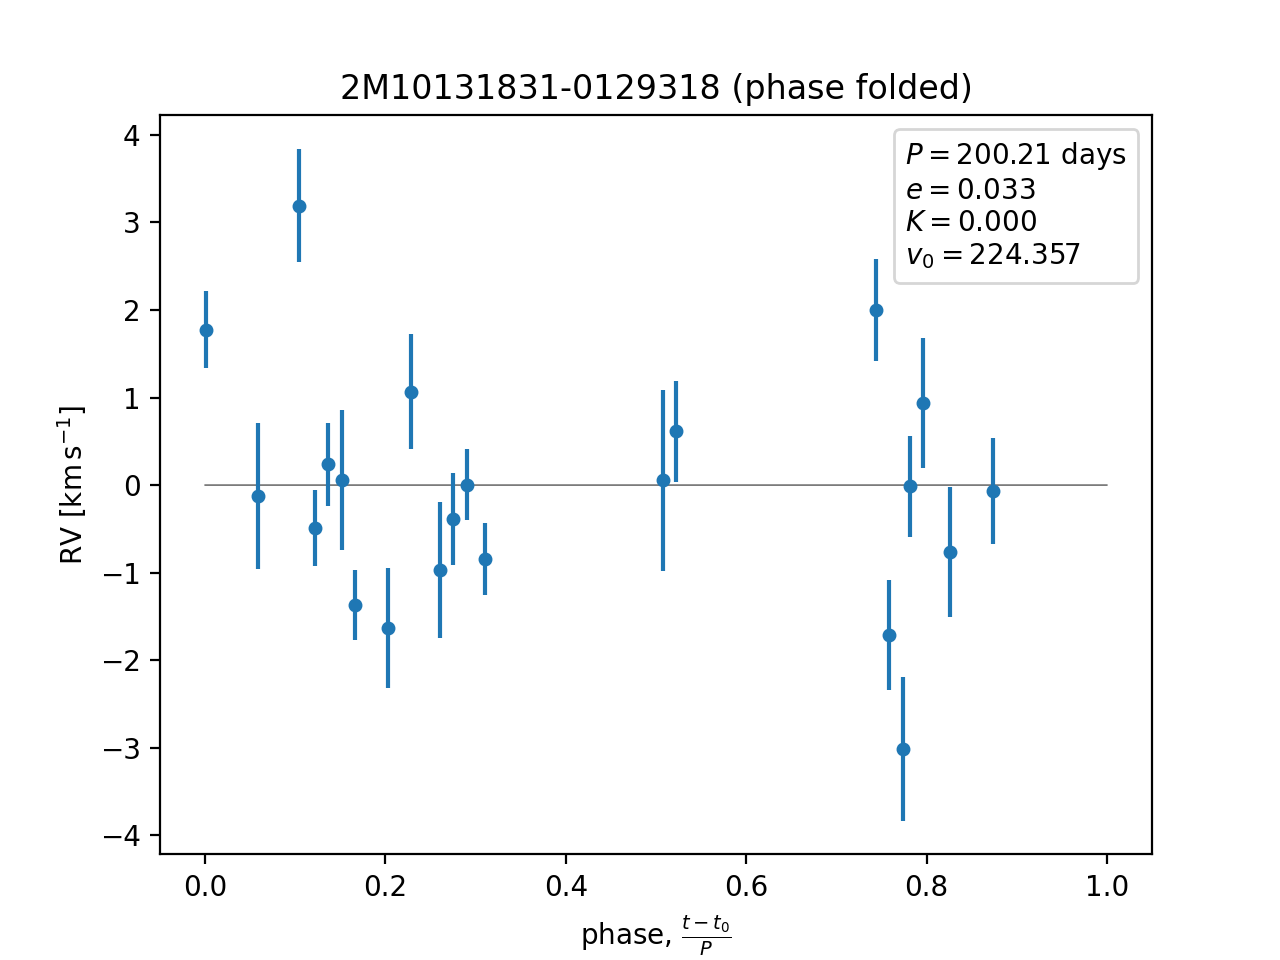 2M10131831-0129318 (phase folded)
P = 200.21 days
e = 0.033
K = 0.000
v₀ = 224.357
RV [km s⁻¹]
4
3
2
1
0
−1
−2
−3
−4
0.0 0.2 0.4 0.6 0.8 1.0
phase, (t − t₀)/P